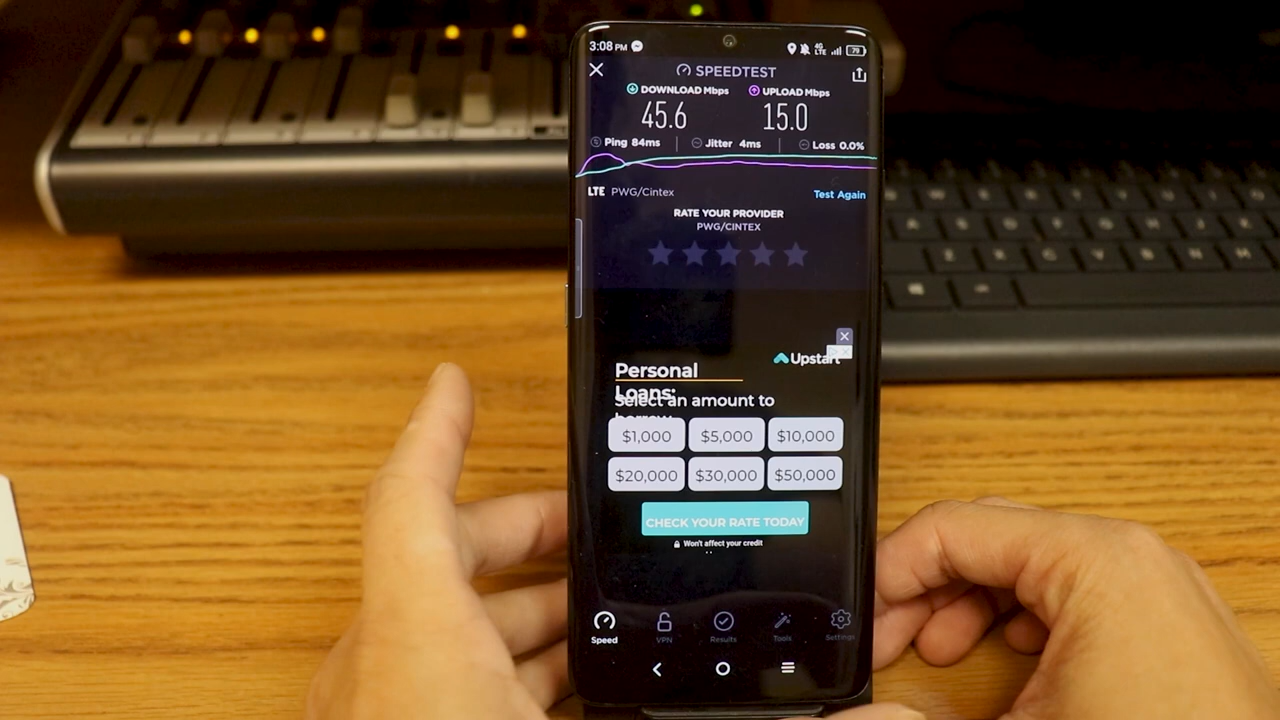 3:08 PM 4G LTE 79
SPEEDTEST
DOWNLOAD Mbps UPLOAD Mbps
45.6 15.0
Ping 84ms Jitter 4ms Loss 0.0%
LTE PWG/Cintex Test Again
RATE YOUR PROVIDER
PWG/CINTEX
Upstart
Personal
Loans:
Select an amount to
borrow
$1,000 $5,000 $10,000
$20,000 $30,000 $50,000
CHECK YOUR RATE TODAY
Won't affect your credit
Speed VPN Results Tools Settings